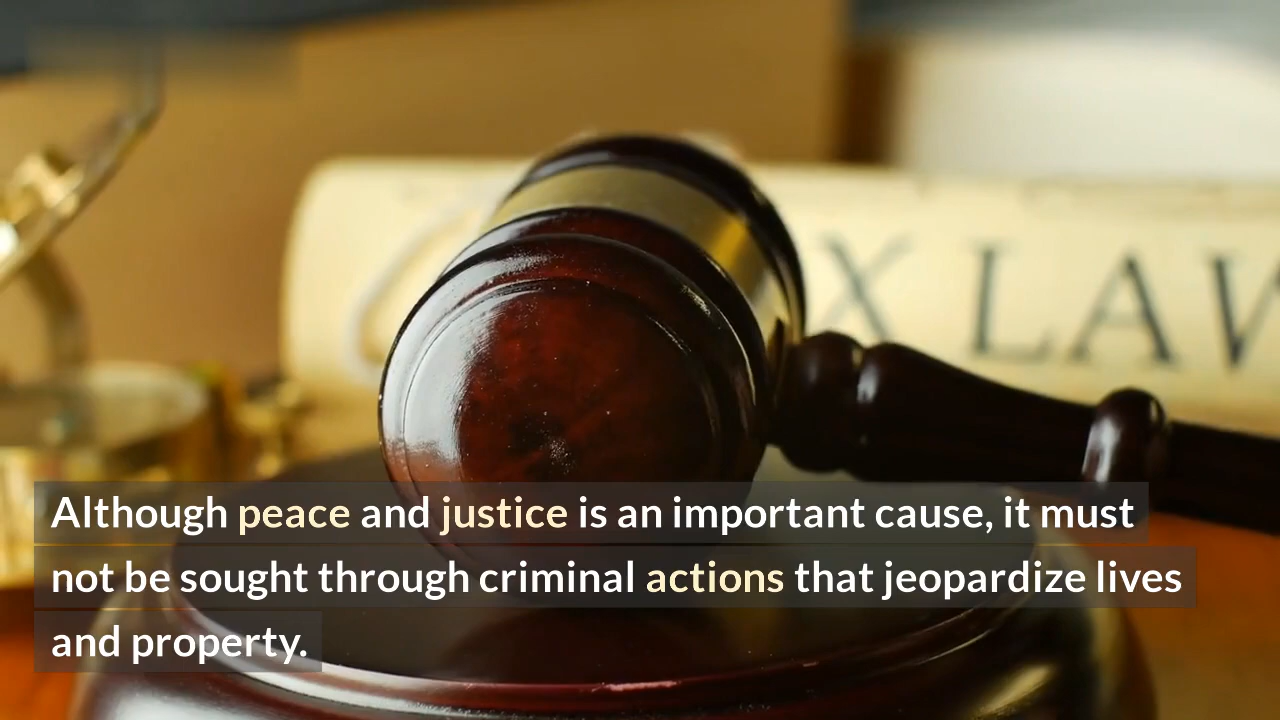 X LAW
Although peace and justice is an important cause, it must
not be sought through criminal actions that jeopardize lives
and property.